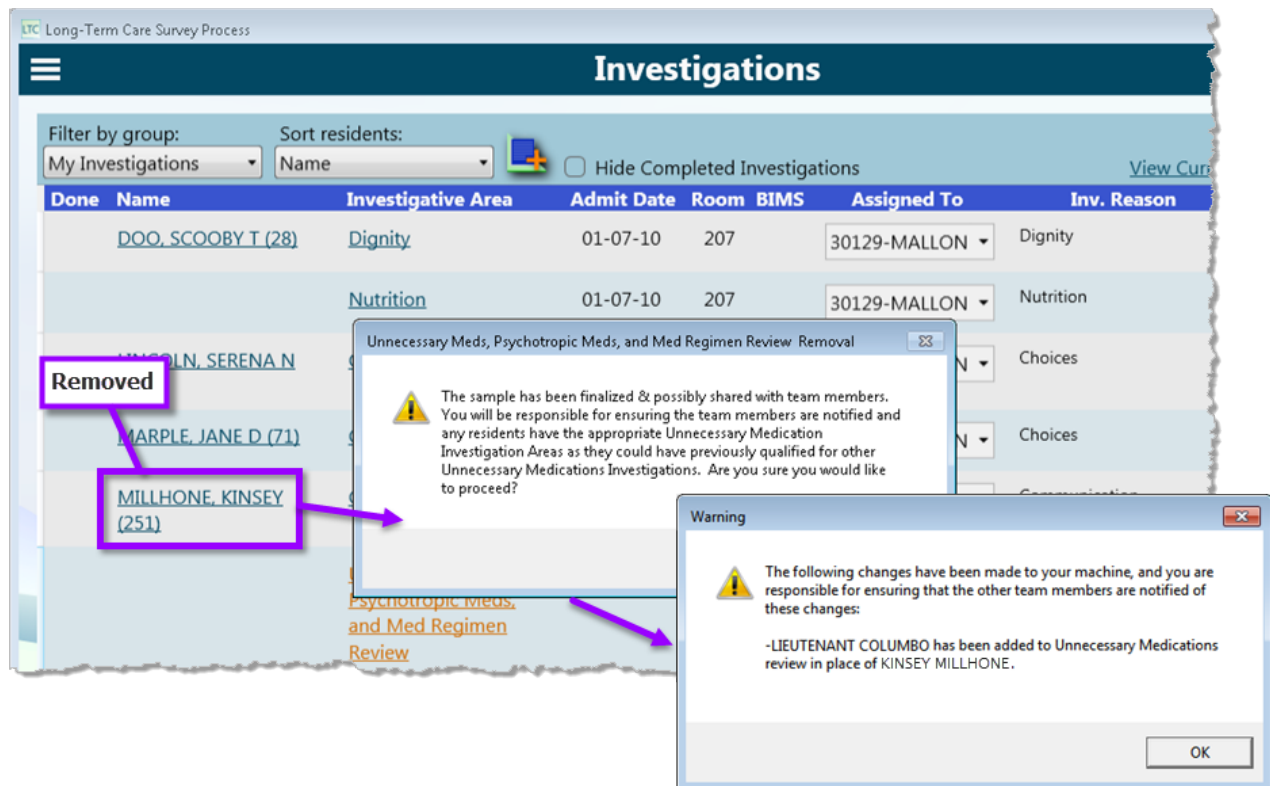 LTC Long-Term Care Survey Process
Investigations
Filter by group: Sort residents:
My Investigations Name Hide Completed Investigations View
Done Name Investigative Area Admit Date Room BIMS Assigned To Inv. Reason
DOO, SCOOBY T (28) Dignity 01-07-10 207 30129-MALLON Dignity
Nutrition 01-07-10 207 30129-MALLON Nutrition
LINCOLN, SERENA N Choices
Removed
MARPLE, JANE D (71) Choices
MILLHONE, KINSEY
(251)
Psychotropic Meds,
and Med Regimen
Review
Unnecessary Meds, Psychotropic Meds, and Med Regimen Review Removal
The sample has been finalized & possibly shared with team members.
You will be responsible for ensuring the team members are notified and
any residents have the appropriate Unnecessary Medication
Investigation Areas as they could have previously qualified for other
Unnecessary Medications Investigations. Are you sure you would like
to proceed?
Warning
The following changes have been made to your machine, and you are
responsible for ensuring that the other team members are notified of
these changes:
-LIEUTENANT COLUMBO has been added to Unnecessary Medications
review in place of KINSEY MILLHONE.
OK